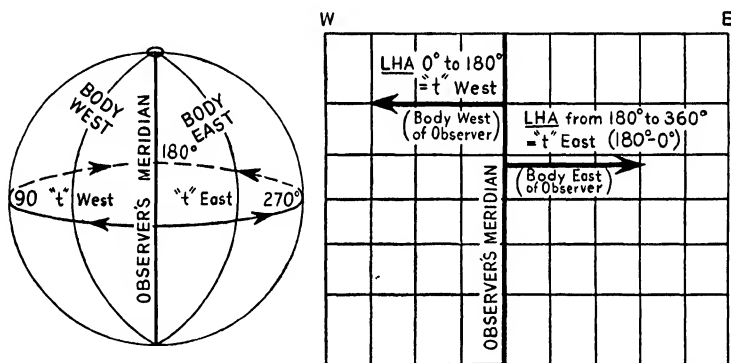 BODY
WEST
BODY
EAST
OBSERVER'S MERIDIAN
180°
90
"t" West
"t" East
270°
W
E
LHA 0° to 180°
= "t" West
(Body West
of Observer)
LHA from 180° to 360°
= "t" East (180°-0°)
(Body East
of Observer)
OBSERVER'S MERIDIAN